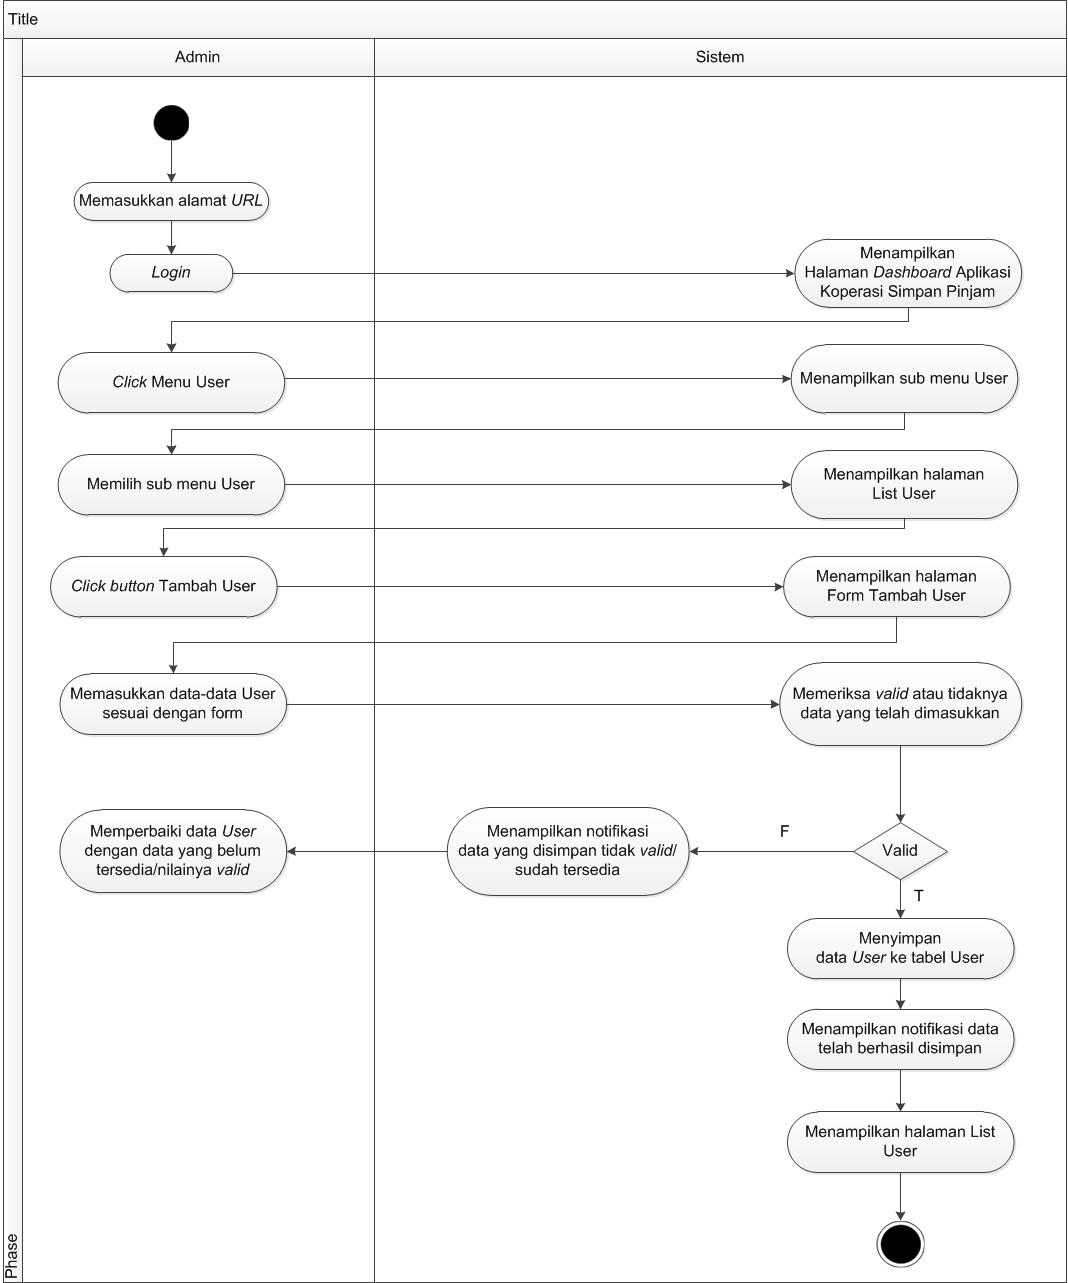 Title
Admin
Sistem
Memasukkan alamat URL
Login
Menampilkan
Halaman Dashboard Aplikasi
Koperasi Simpan Pinjam
Click Menu User
Menampilkan sub menu User
Memilih sub menu User
Menampilkan halaman
List User
Click button Tambah User
Menampilkan halaman
Form Tambah User
Memasukkan data-data User
sesuai dengan form
Memeriksa valid atau tidaknya
data yang telah dimasukkan
Valid
F
Menampilkan notifikasi
data yang disimpan tidak valid/
sudah tersedia
Memperbaiki data User
dengan data yang belum
tersedia/nilainya valid
T
Menyimpan
data User ke tabel User
Menampilkan notifikasi data
telah berhasil disimpan
Menampilkan halaman List
User
Phase